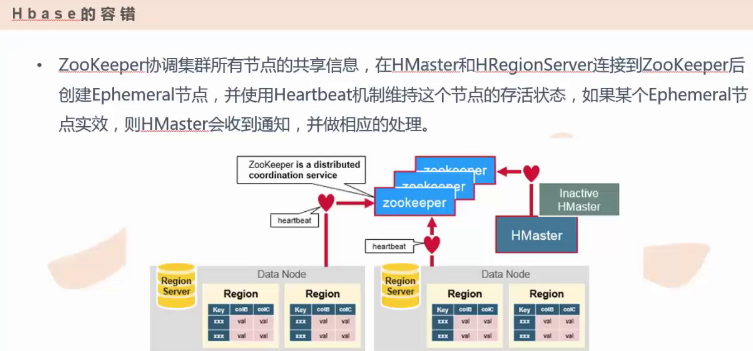 Hbase的容错
• ZooKeeper协调集群所有节点的共享信息，在HMaster和HRegionServer连接到ZooKeeper后
创建Ephemeral节点，并使用Heartbeat机制维持这个节点的存活状态，如果某个Ephemeral节
点实效，则HMaster会收到通知，并做相应的处理。
ZooKeeper is a distributed
coordination service
zookeeper
zookeeper
zookeeper
Inactive
HMaster
HMaster
heartbeat
heartbeat
Region
Server
Data Node
Region
Key colB colC
xxx val val
xxx val val
Region
Key colB colC
xxx val val
xxx val val
Region
Server
Data Node
Region
Key colB colC
xxx val val
xxx val val
Region
Key colB colC
xxx val val
xxx val val